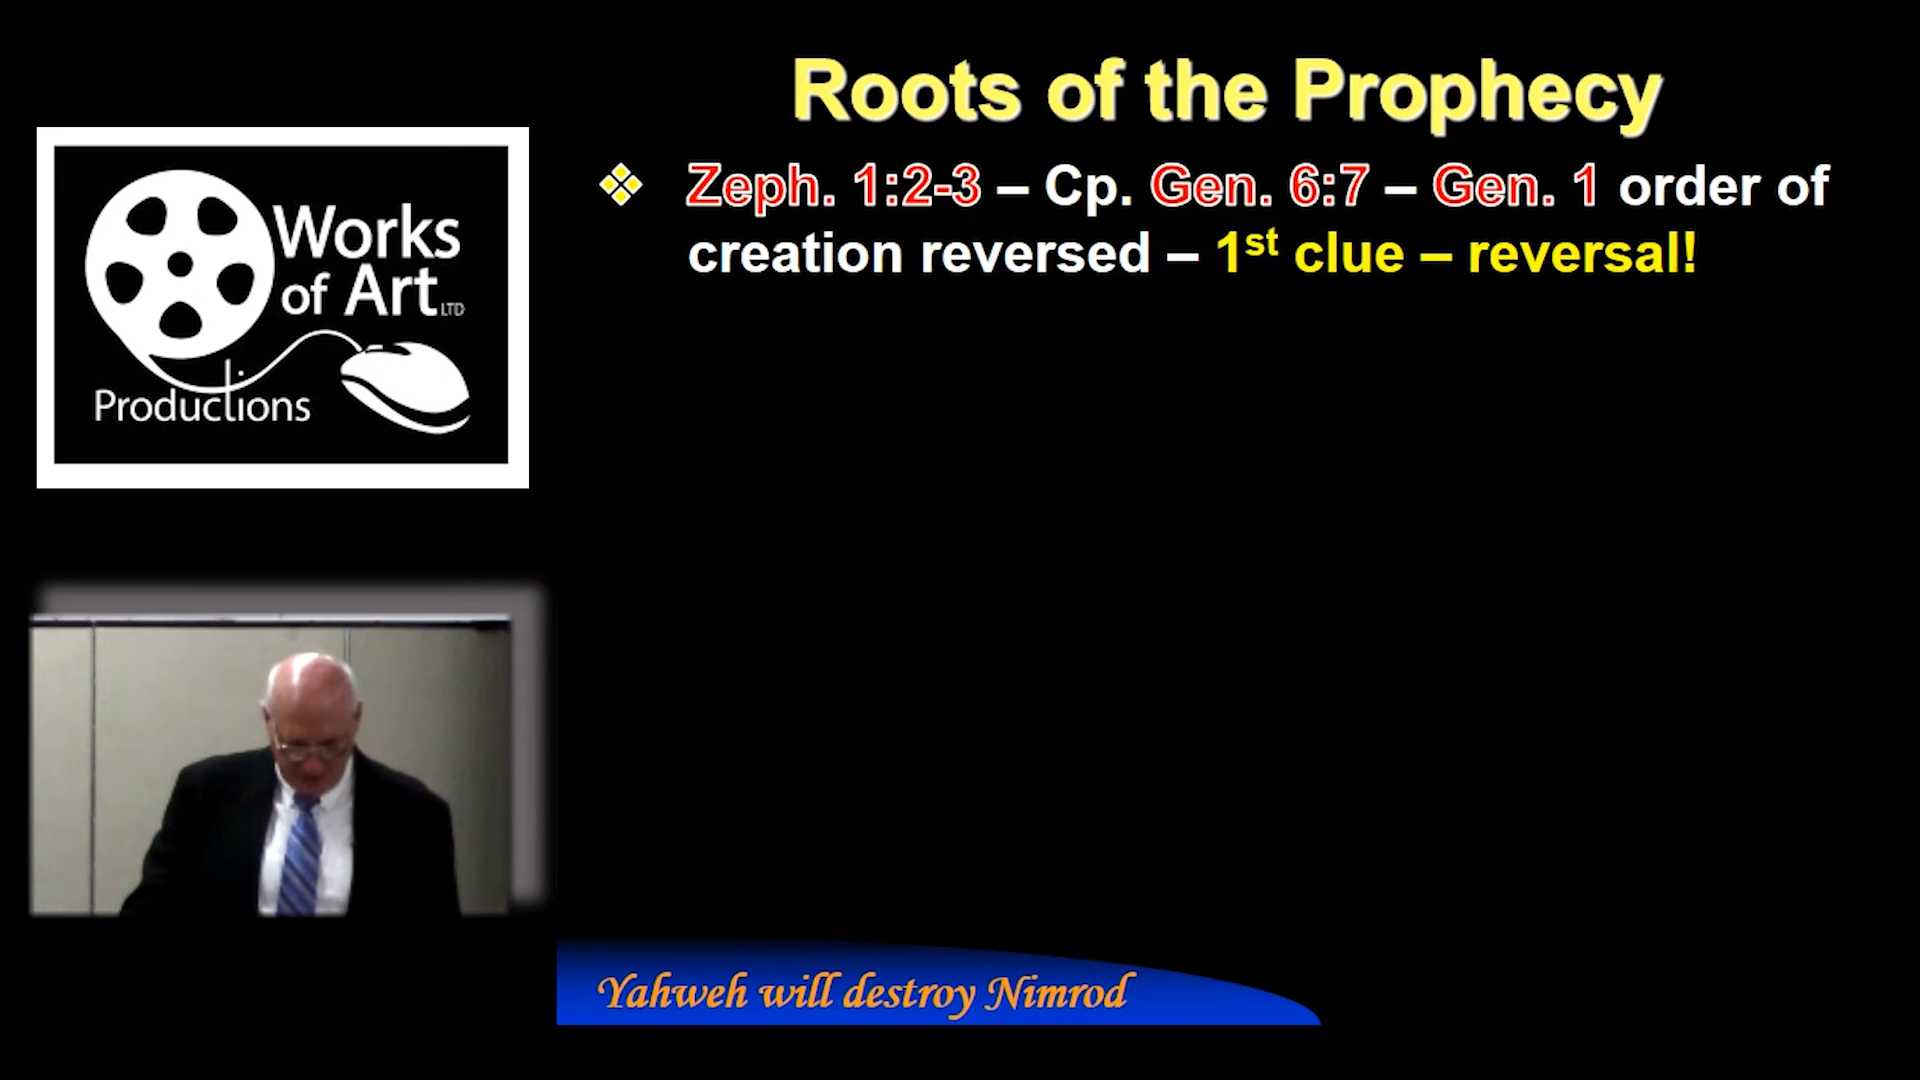 Roots of the Prophecy
❖ Zeph. 1:2-3 – Cp. Gen. 6:7 – Gen. 1 order of
creation reversed – 1st clue – reversal!
Works
of Art LTD
Productions
Yahweh will destroy Nimrod